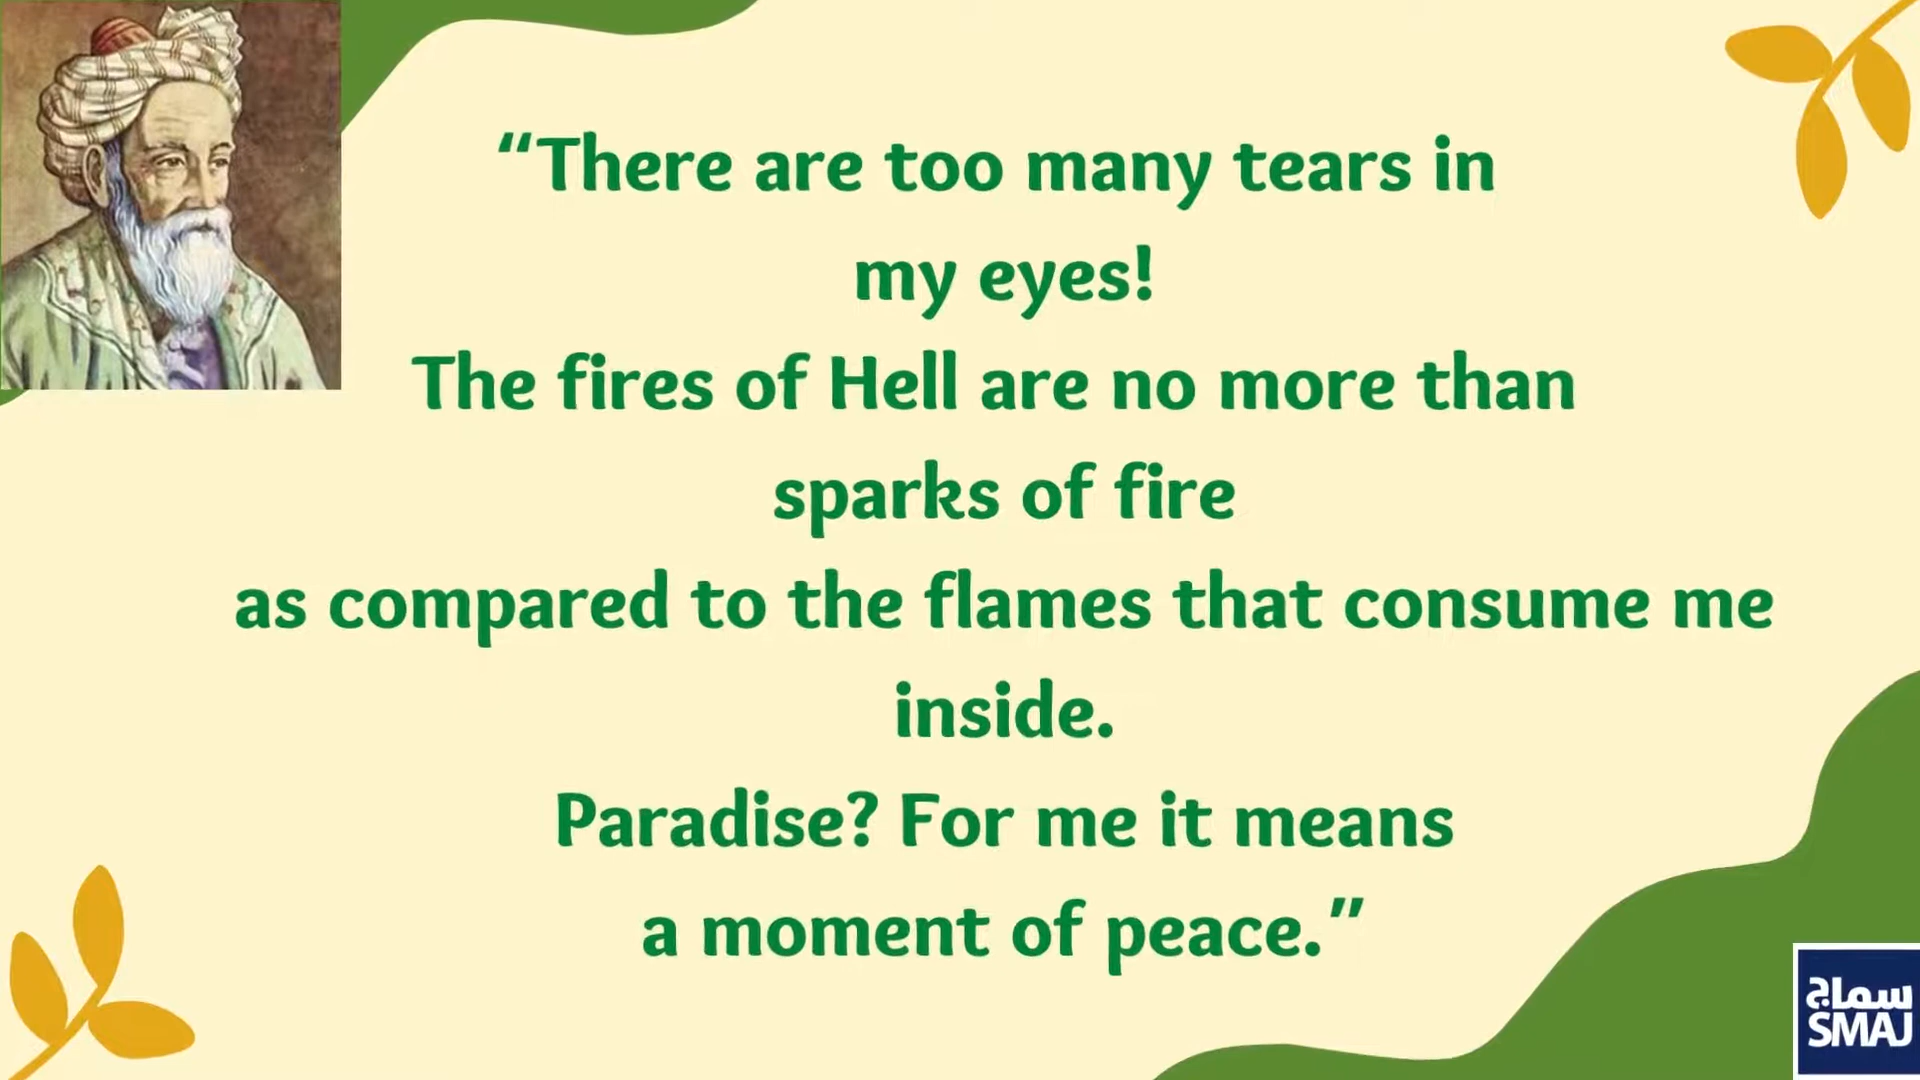 “There are too many tears in
my eyes!
The fires of Hell are no more than
sparks of fire
as compared to the flames that consume me
inside.
Paradise? For me it means
a moment of peace.”
سماج
SMAJ